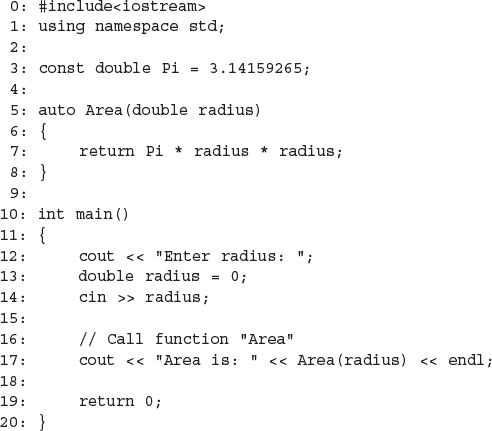 0: #include<iostream>
1: using namespace std;
2:
3: const double Pi = 3.14159265;
4:
5: auto Area(double radius)
6: {
7:     return Pi * radius * radius;
8: }
9:
10: int main()
11: {
12:     cout << "Enter radius: ";
13:     double radius = 0;
14:     cin >> radius;
15:
16:     // Call function "Area"
17:     cout << "Area is: " << Area(radius) << endl;
18:
19:     return 0;
20: }